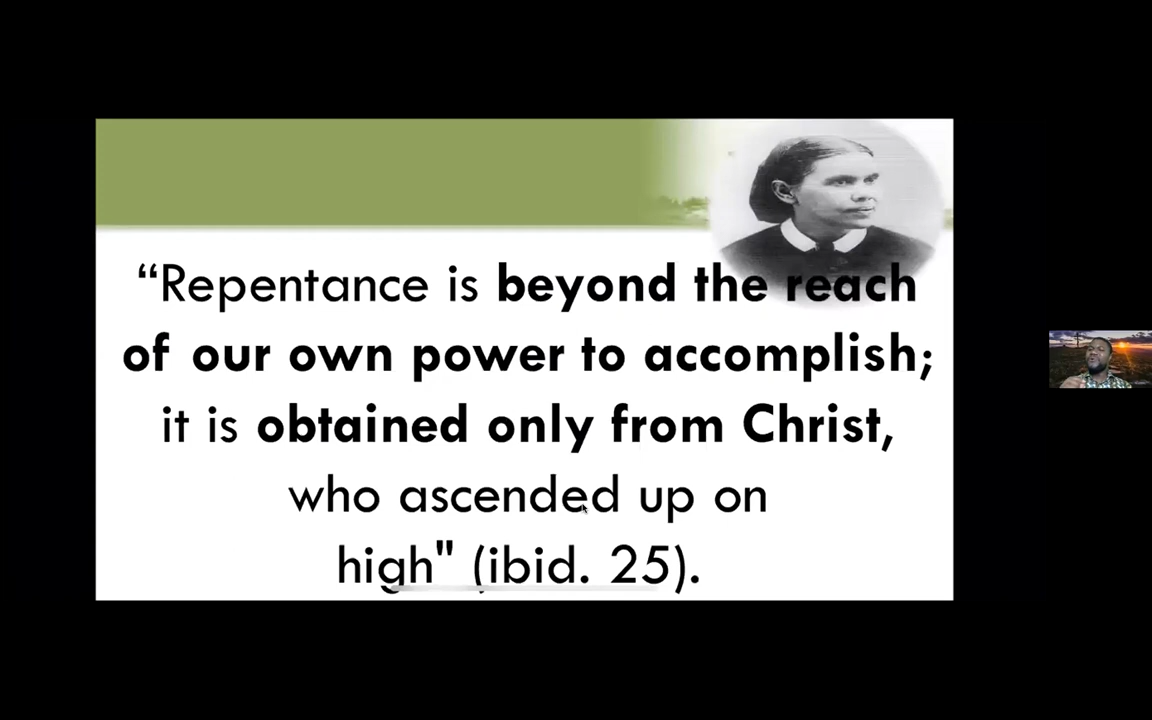 “Repentance is beyond the reach
of our own power to accomplish;
it is obtained only from Christ,
who ascended up on
high" (ibid. 25).